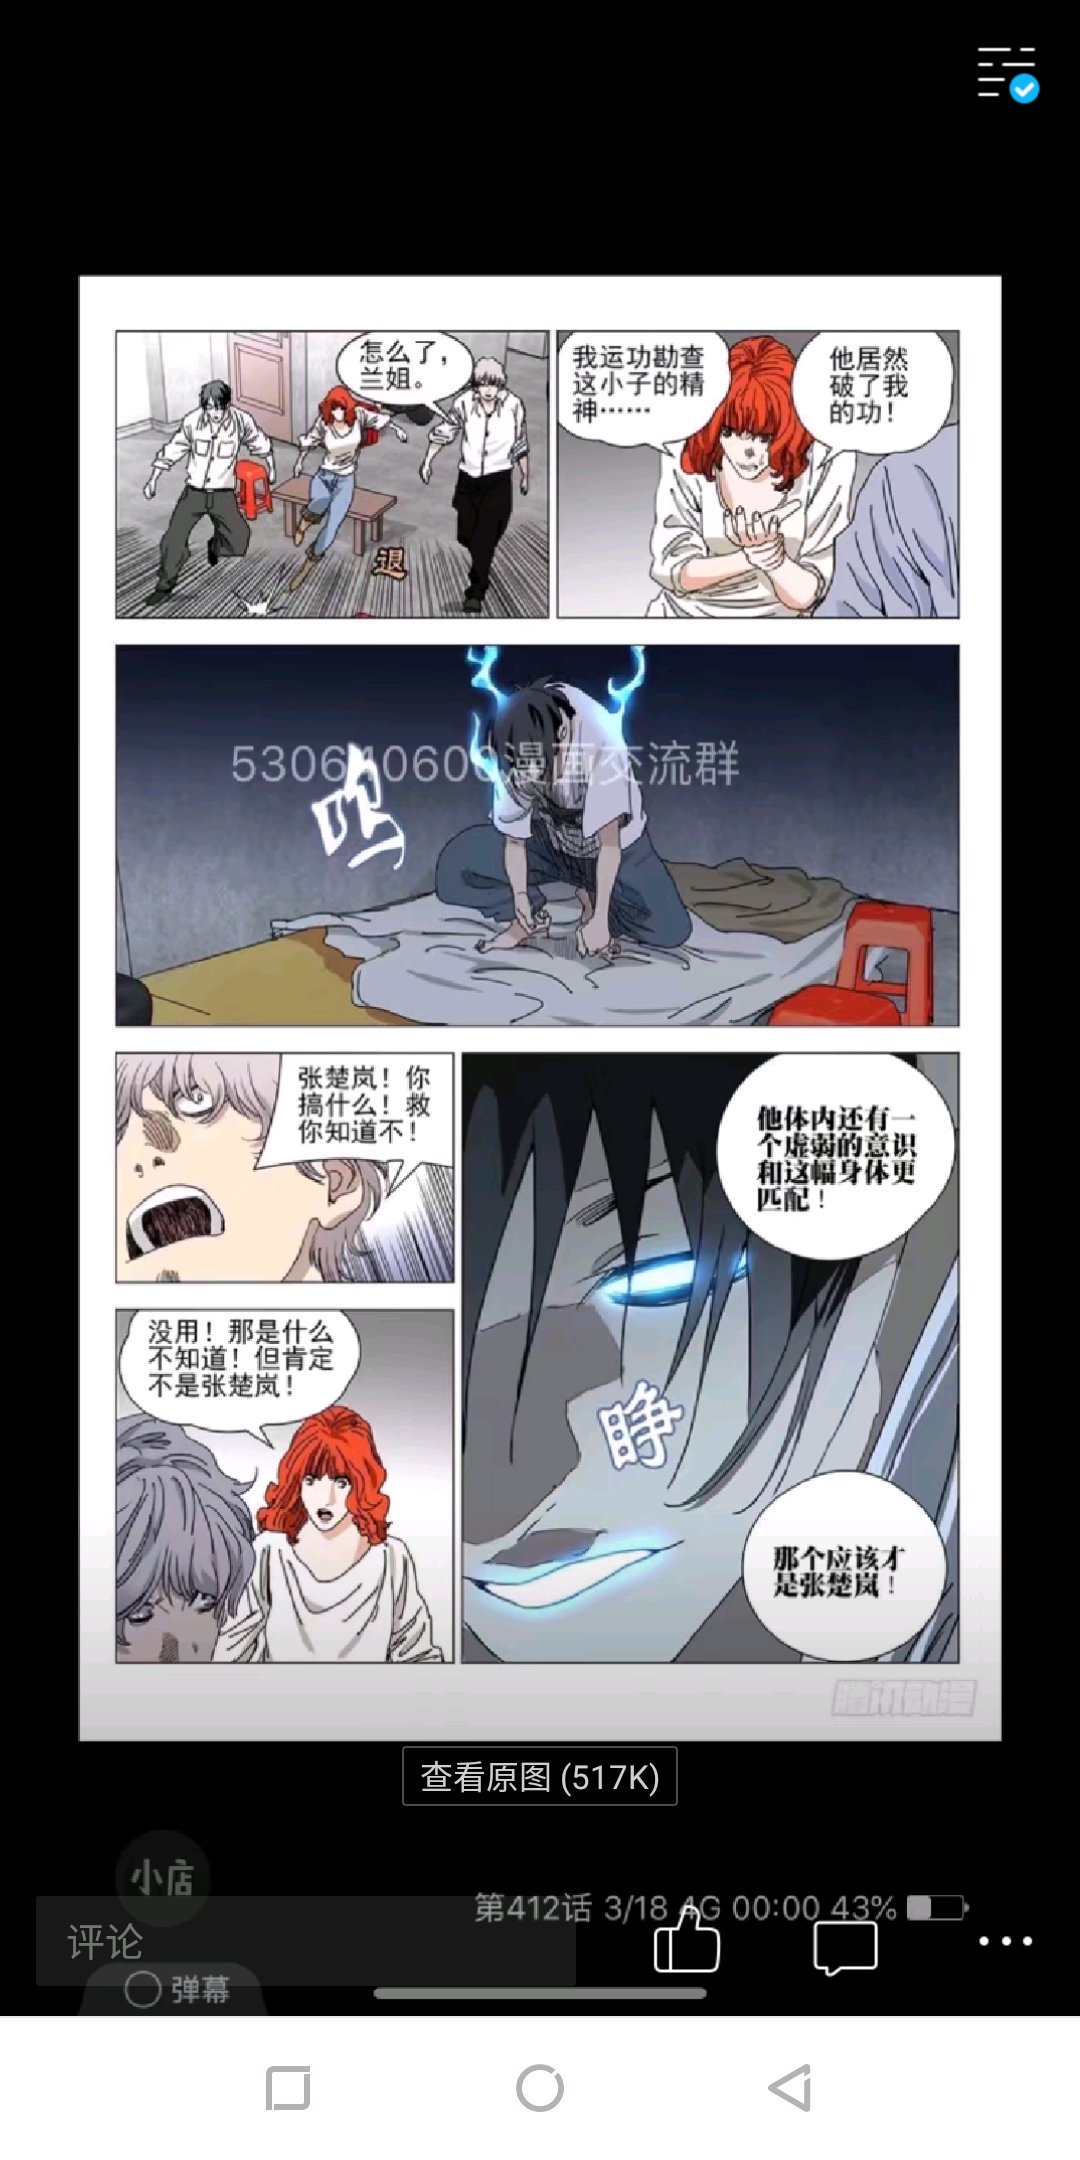 怎么了，
兰姐。
退
我运功勘查
这小子的精
神……
他居然
破了我
的功！
530640600漫画交流群
鸣
张楚岚！你
搞什么！救
你知道不！
他体内还有一
个虚弱的意识
和这幅身体更
匹配！
睁
那个应该才
是张楚岚！
没用！那是什么
不知道！但肯定
不是张楚岚！
腾讯动漫
查看原图 (517K)
小店
第412话 3/18 4G 00:00 43%
评论
弹幕